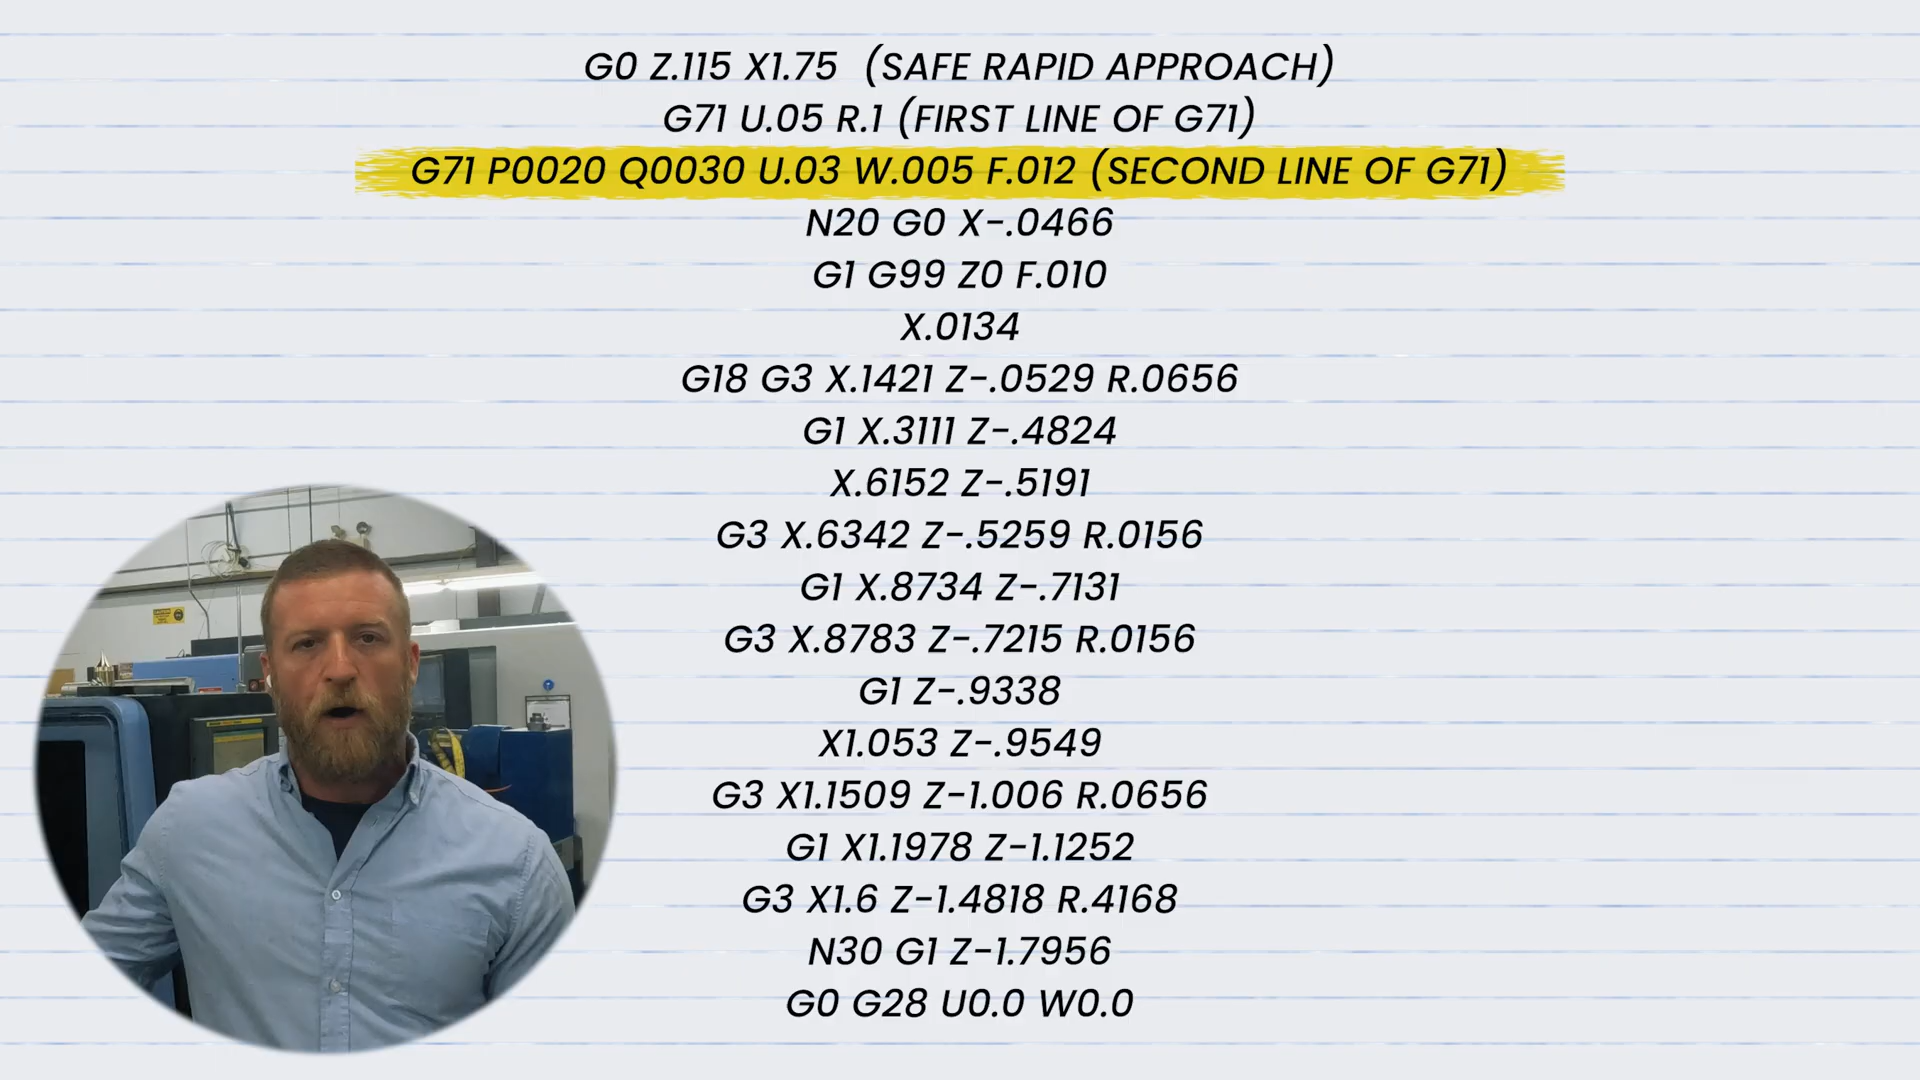 G0 Z.115 X1.75 (SAFE RAPID APPROACH)
G71 U.05 R.1 (FIRST LINE OF G71)
G71 P0020 Q0030 U.03 W.005 F.012 (SECOND LINE OF G71)
N20 G0 X-.0466
G1 G99 Z0 F.010
X.0134
G18 G3 X.1421 Z-.0529 R.0656
G1 X.3111 Z-.4824
X.6152 Z-.5191
G3 X.6342 Z-.5259 R.0156
G1 X.8734 Z-.7131
G3 X.8783 Z-.7215 R.0156
G1 Z-.9338
X1.053 Z-.9549
G3 X1.1509 Z-1.006 R.0656
G1 X1.1978 Z-1.1252
G3 X1.6 Z-1.4818 R.4168
N30 G1 Z-1.7956
G0 G28 U0.0 W0.0